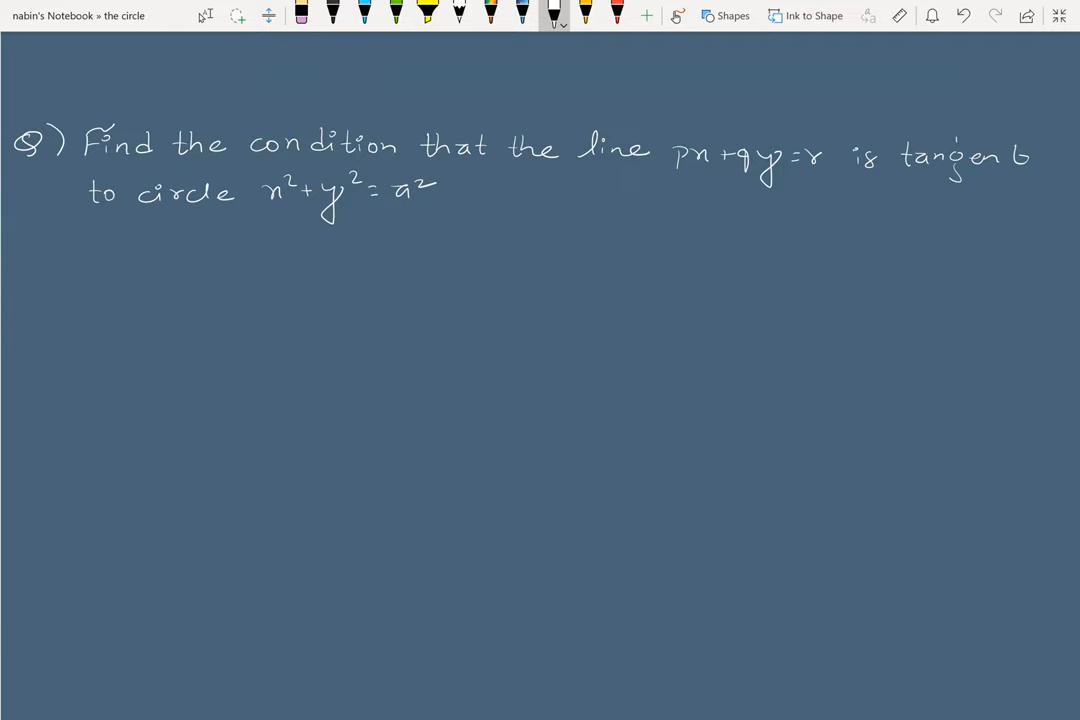 nabin's Notebook » the circle
Shapes
Ink to Shape
Q) Find the condition that the line px+qy=r is tangent
to circle x²+y²=a²